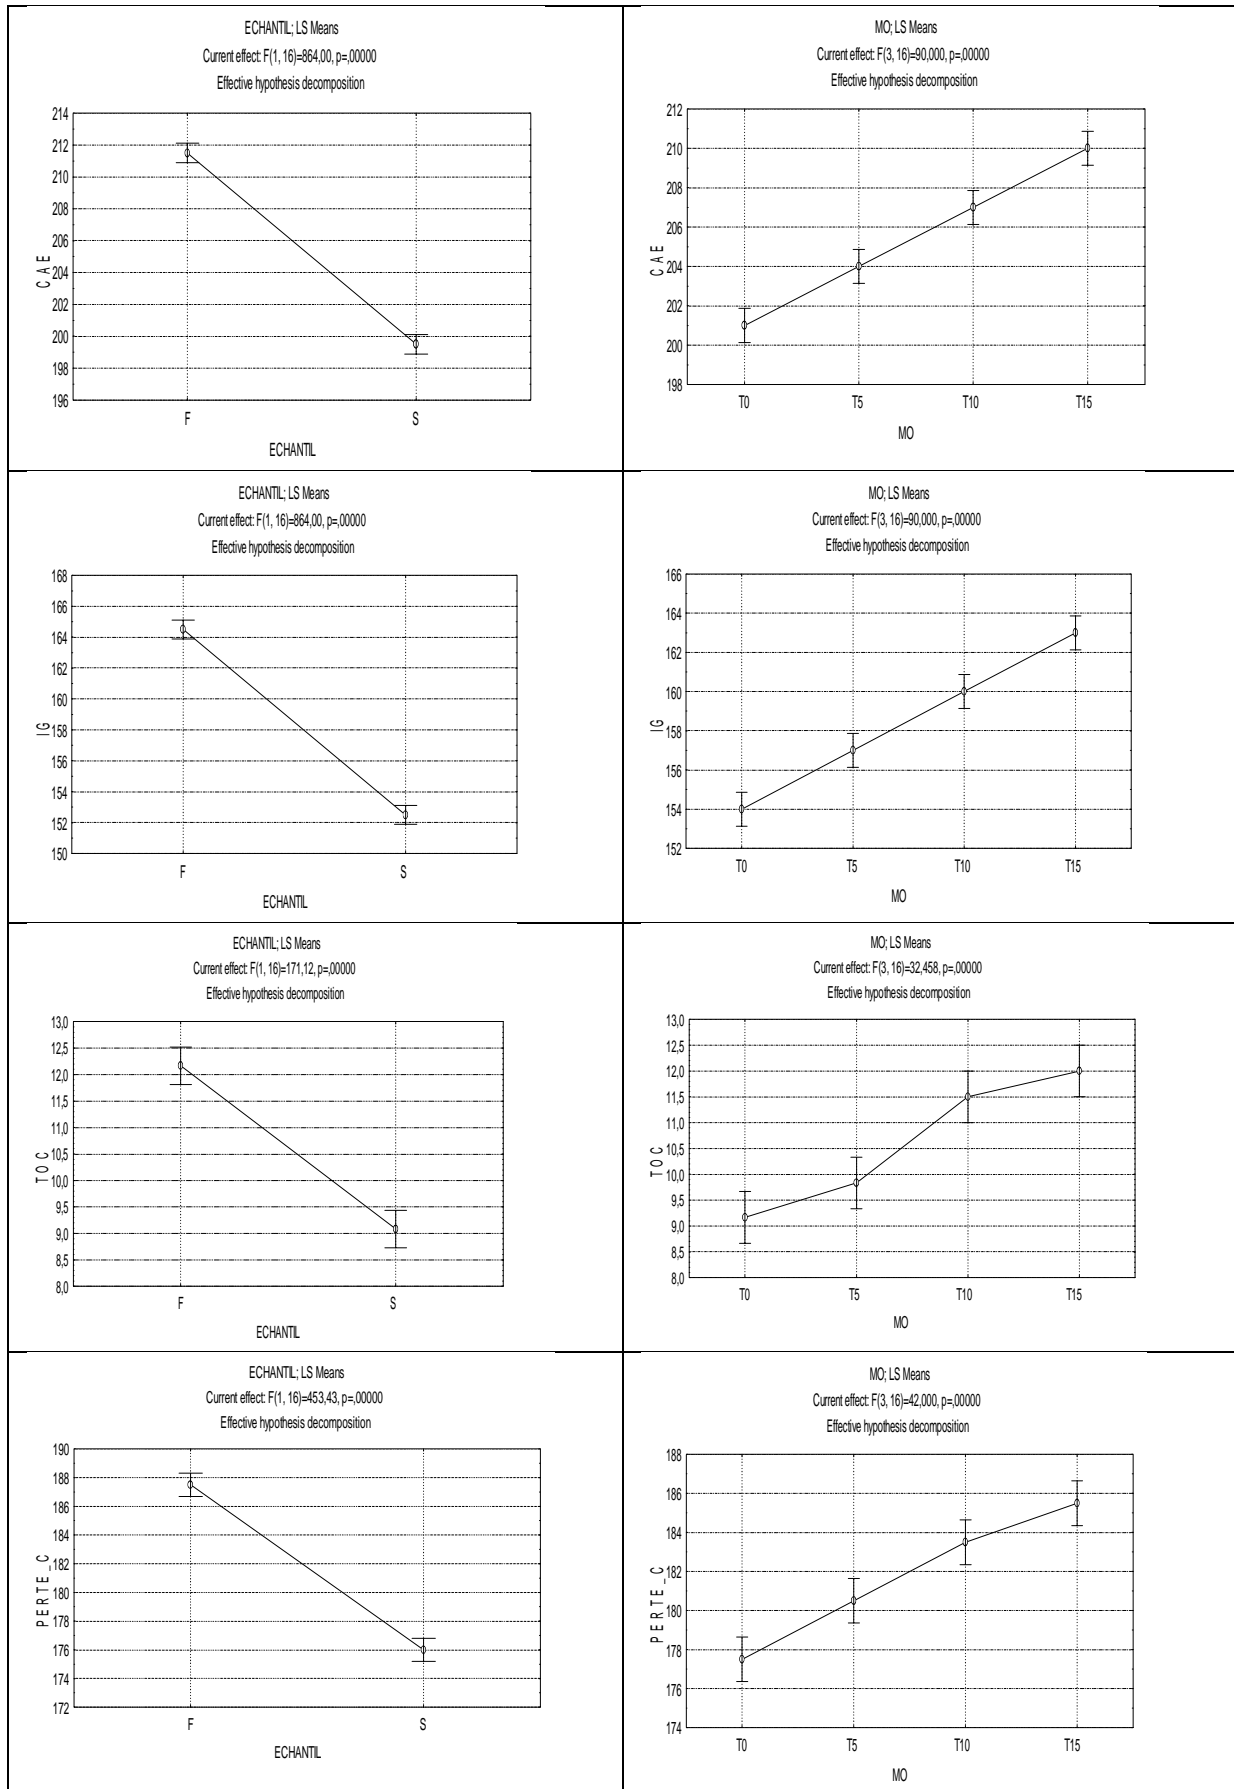 ECHANTIL; LS Means
Current effect: F(1, 16)=864,00, p=,00000
Effective hypothesis decomposition
214
212
210
208
206
204
202
200
198
196
C A E
F S
ECHANTIL
MO; LS Means
Current effect: F(3, 16)=90,000, p=,00000
Effective hypothesis decomposition
212
210
208
206
204
202
200
198
C A E
T0 T5 T10 T15
MO
ECHANTIL; LS Means
Current effect: F(1, 16)=864,00, p=,00000
Effective hypothesis decomposition
168
166
164
162
160
158
156
154
152
150
IG
F S
ECHANTIL
MO; LS Means
Current effect: F(3, 16)=90,000, p=,00000
Effective hypothesis decomposition
166
164
162
160
158
156
154
152
IG
T0 T5 T10 T15
MO
ECHANTIL; LS Means
Current effect: F(1, 16)=171,12, p=,00000
Effective hypothesis decomposition
13,0
12,5
12,0
11,5
11,0
10,5
10,0
9,5
9,0
8,5
8,0
T O C
F S
ECHANTIL
MO; LS Means
Current effect: F(3, 16)=32,458, p=,00000
Effective hypothesis decomposition
13,0
12,5
12,0
11,5
11,0
10,5
10,0
9,5
9,0
8,5
8,0
T O C
T0 T5 T10 T15
MO
ECHANTIL; LS Means
Current effect: F(1, 16)=453,43, p=,00000
Effective hypothesis decomposition
190
188
186
184
182
180
178
176
174
172
P E R T E _ C
F S
ECHANTIL
MO; LS Means
Current effect: F(3, 16)=42,000, p=,00000
Effective hypothesis decomposition
188
186
184
182
180
178
176
174
P E R T E _ C
T0 T5 T10 T15
MO